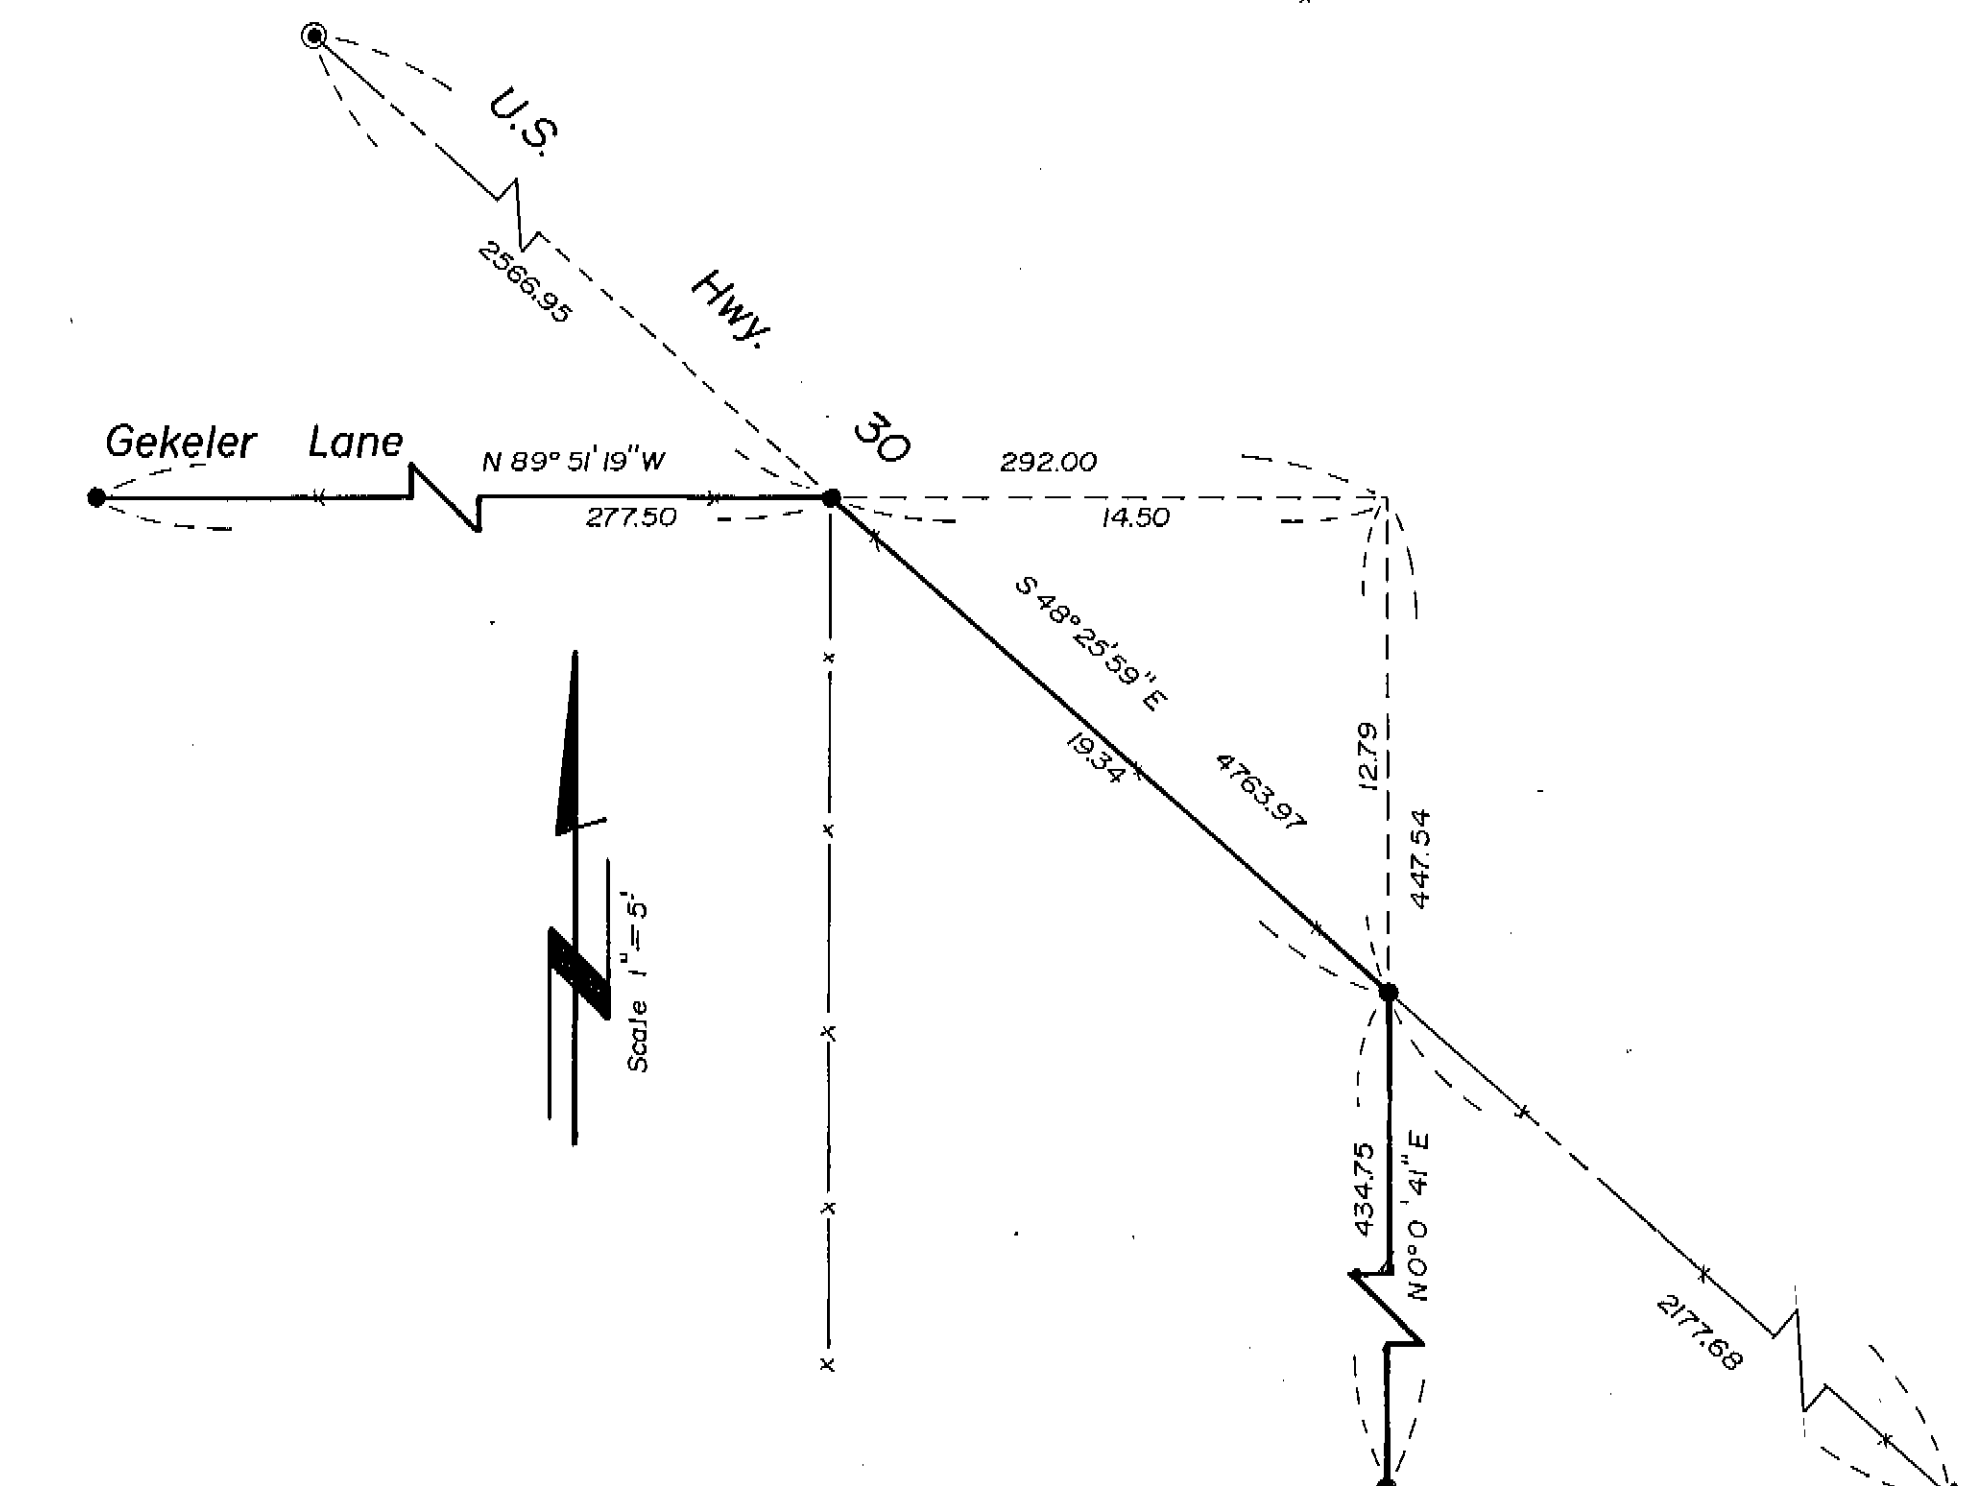 U.S.
2566.95
Hwy.
30
Gekeler Lane
N 89° 51' 19" W
292.00
277.50
14.50
S 48° 25' 59" E
19.34
4763.97
12.79
447.54
Scale 1" = 5'
434.75
N 0° 0' 41" E
2177.68